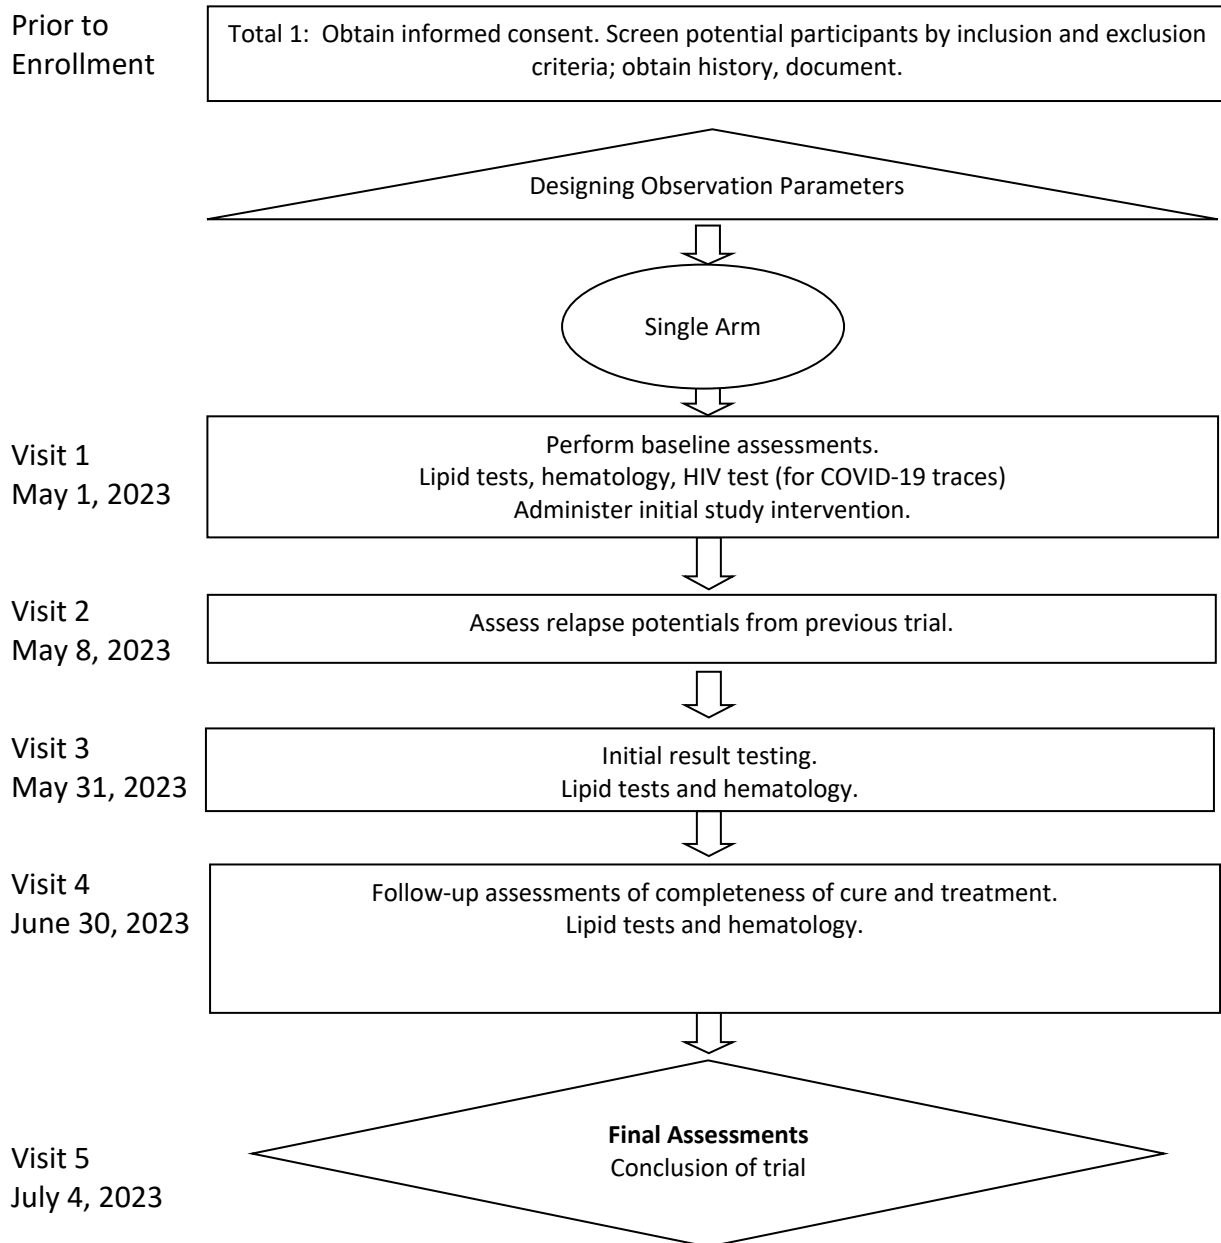 Prior to
Enrollment
Total 1:  Obtain informed consent. Screen potential participants by inclusion and exclusion
criteria; obtain history, document.
Designing Observation Parameters
Single Arm
Visit 1
May 1, 2023
Perform baseline assessments.
Lipid tests, hematology, HIV test (for COVID-19 traces)
Administer initial study intervention.
Visit 2
May 8, 2023
Assess relapse potentials from previous trial.
Visit 3
May 31, 2023
Initial result testing.
Lipid tests and hematology.
Visit 4
June 30, 2023
Follow-up assessments of completeness of cure and treatment.
Lipid tests and hematology.
Visit 5
July 4, 2023
Final Assessments
Conclusion of trial